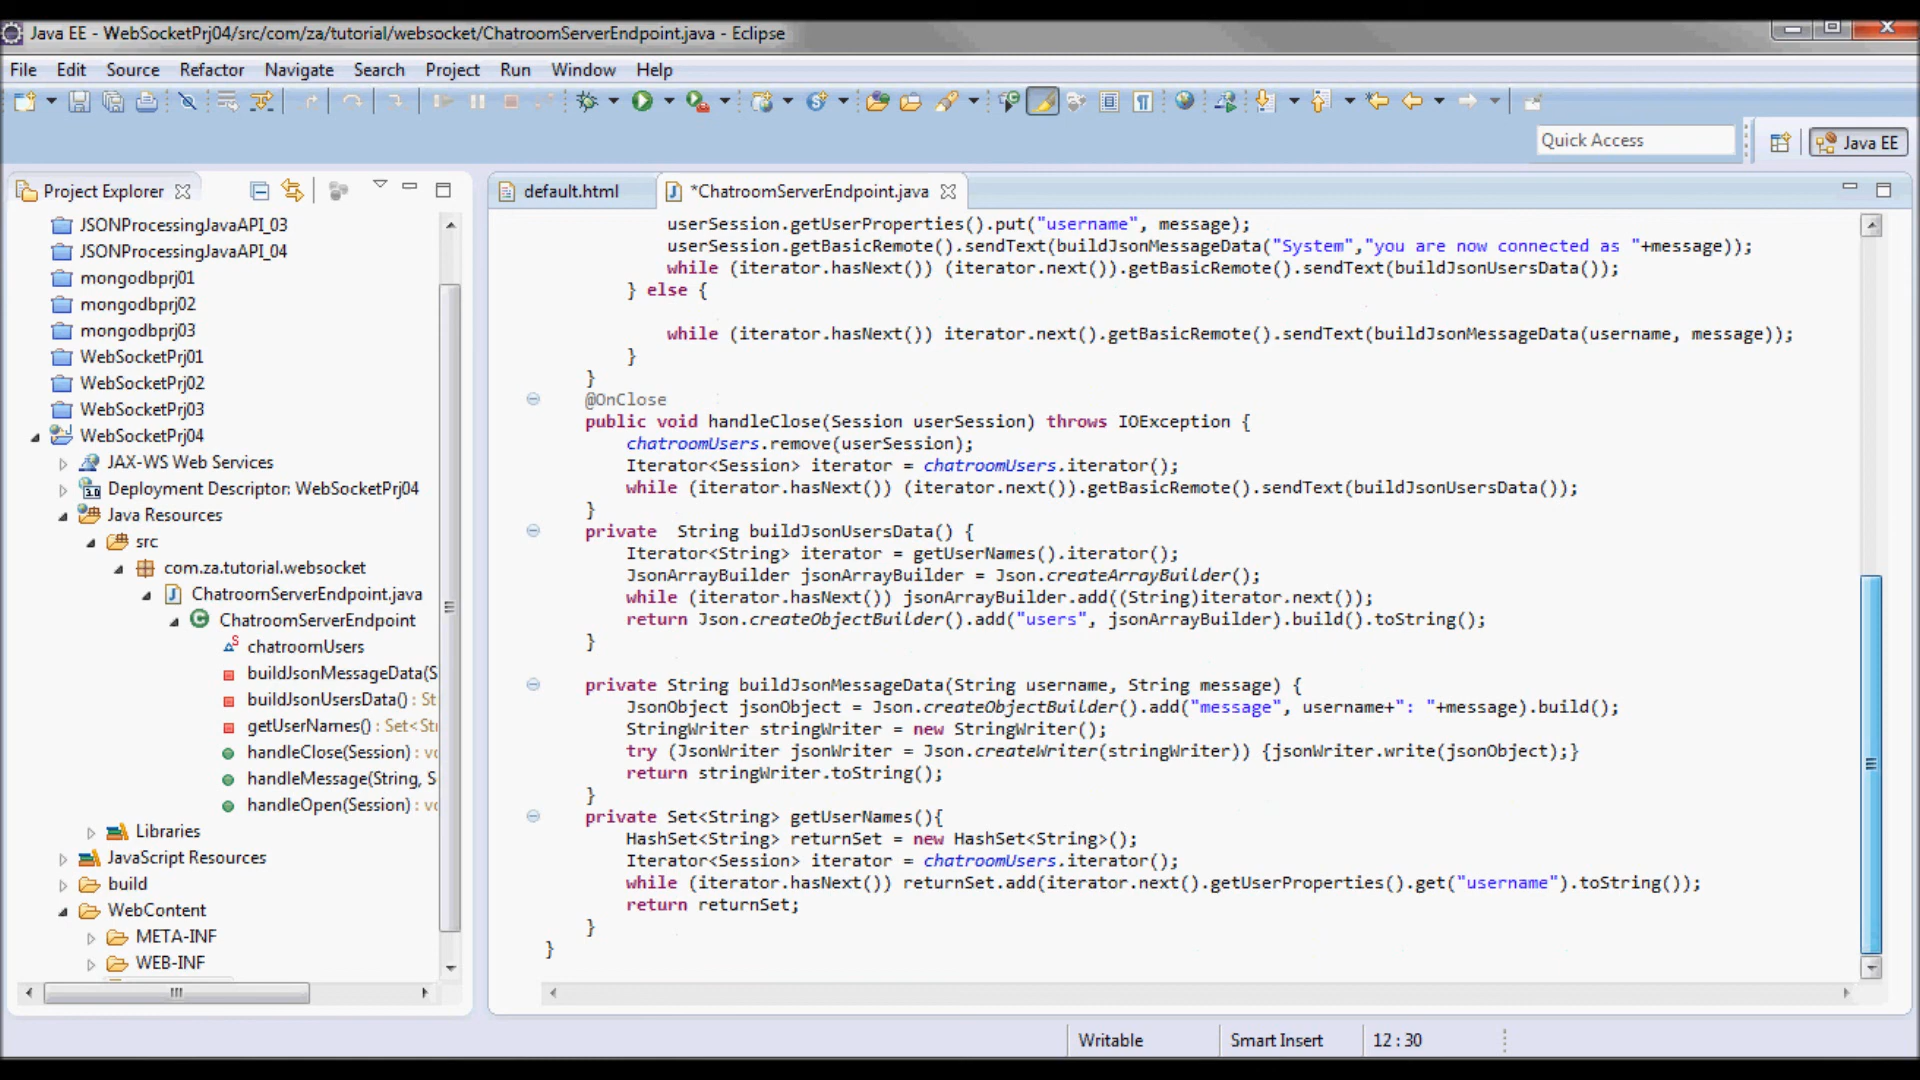 Java EE - WebSocketPrj04/src/com/za/tutorial/websocket/ChatroomServerEndpoint.java - Eclipse
File Edit Source Refactor Navigate Search Project Run Window Help
Quick Access
Java EE
Project Explorer
JSONProcessingJavaAPI_03
JSONProcessingJavaAPI_04
mongodbprj01
mongodbprj02
mongodbprj03
WebSocketPrj01
WebSocketPrj02
WebSocketPrj03
WebSocketPrj04
JAX-WS Web Services
Deployment Descriptor: WebSocketPrj04
Java Resources
src
com.za.tutorial.websocket
ChatroomServerEndpoint.java
ChatroomServerEndpoint
chatroomUsers
buildJsonMessageData(S
buildJsonUsersData() : St
getUserNames() : Set<Str
handleClose(Session) : vo
handleMessage(String, S
handleOpen(Session) : vo
Libraries
JavaScript Resources
build
WebContent
META-INF
WEB-INF
default.html
*ChatroomServerEndpoint.java
userSession.getUserProperties().put("username", message);
userSession.getBasicRemote().sendText(buildJsonMessageData("System","you are now connected as "+message));
while (iterator.hasNext()) (iterator.next()).getBasicRemote().sendText(buildJsonUsersData());
} else {
while (iterator.hasNext()) iterator.next().getBasicRemote().sendText(buildJsonMessageData(username, message));
}
}
@OnClose
public void handleClose(Session userSession) throws IOException {
chatroomUsers.remove(userSession);
Iterator<Session> iterator = chatroomUsers.iterator();
while (iterator.hasNext()) (iterator.next()).getBasicRemote().sendText(buildJsonUsersData());
}
private  String buildJsonUsersData() {
Iterator<String> iterator = getUserNames().iterator();
JsonArrayBuilder jsonArrayBuilder = Json.createArrayBuilder();
while (iterator.hasNext()) jsonArrayBuilder.add((String)iterator.next());
return Json.createObjectBuilder().add("users", jsonArrayBuilder).build().toString();
}
private String buildJsonMessageData(String username, String message) {
JsonObject jsonObject = Json.createObjectBuilder().add("message", username+": "+message).build();
StringWriter stringWriter = new StringWriter();
try (JsonWriter jsonWriter = Json.createWriter(stringWriter)) {jsonWriter.write(jsonObject);}
return stringWriter.toString();
}
private Set<String> getUserNames(){
HashSet<String> returnSet = new HashSet<String>();
Iterator<Session> iterator = chatroomUsers.iterator();
while (iterator.hasNext()) returnSet.add(iterator.next().getUserProperties().get("username").toString());
return returnSet;
}
}
Writable
Smart Insert
12 : 30